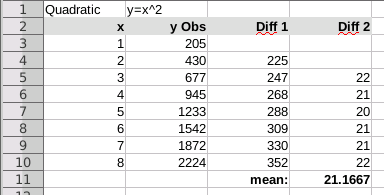 1 Quadratic y=x^2
2 x y Obs Diff 1 Diff 2
3 1 205
4 2 430 225
5 3 677 247 22
6 4 945 268 21
7 5 1233 288 20
8 6 1542 309 21
9 7 1872 330 21
10 8 2224 352 22
11 mean: 21.1667